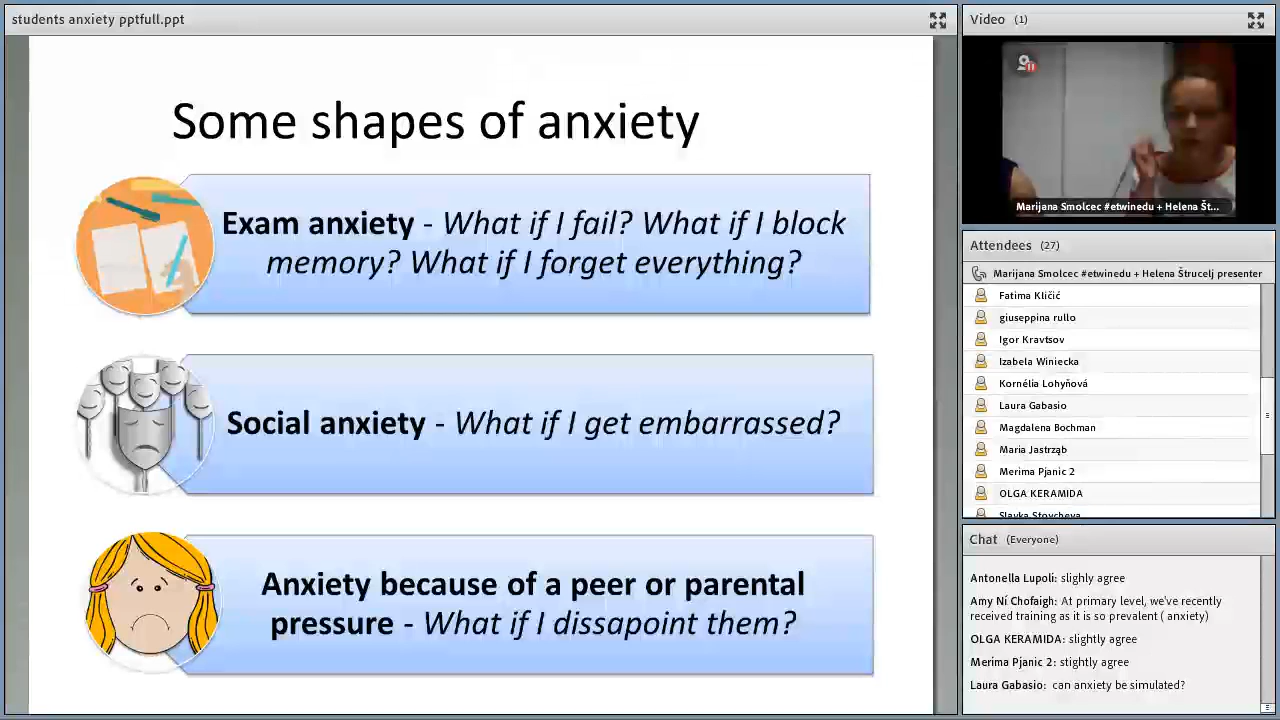 students anxiety pptfull.ppt
Some shapes of anxiety
Exam anxiety - What if I fail? What if I block
memory? What if I forget everything?
Social anxiety - What if I get embarrassed?
Anxiety because of a peer or parental
pressure - What if I dissapoint them?
Video (1)
Marijana Smolcec #etwinedu + Helena Št...
Attendees (27)
Marijana Smolcec #etwinedu + Helena Štrucelj presenter
Fatima Kličić
giuseppina rullo
Igor Kravtsov
Izabela Winiecka
Kornélia Lohyňová
Laura Gabasio
Magdalena Bochman
Maria Jastrząb
Merima Pjanic 2
OLGA KERAMIDA
Slavka Stoycheva
Chat (Everyone)
Antonella Lupoli: slighly agree
Amy Ní Chofaigh: At primary level, we've recently
received training as it is so prevalent ( anxiety)
OLGA KERAMIDA: slightly agree
Merima Pjanic 2: stightly agree
Laura Gabasio: can anxiety be simulated?